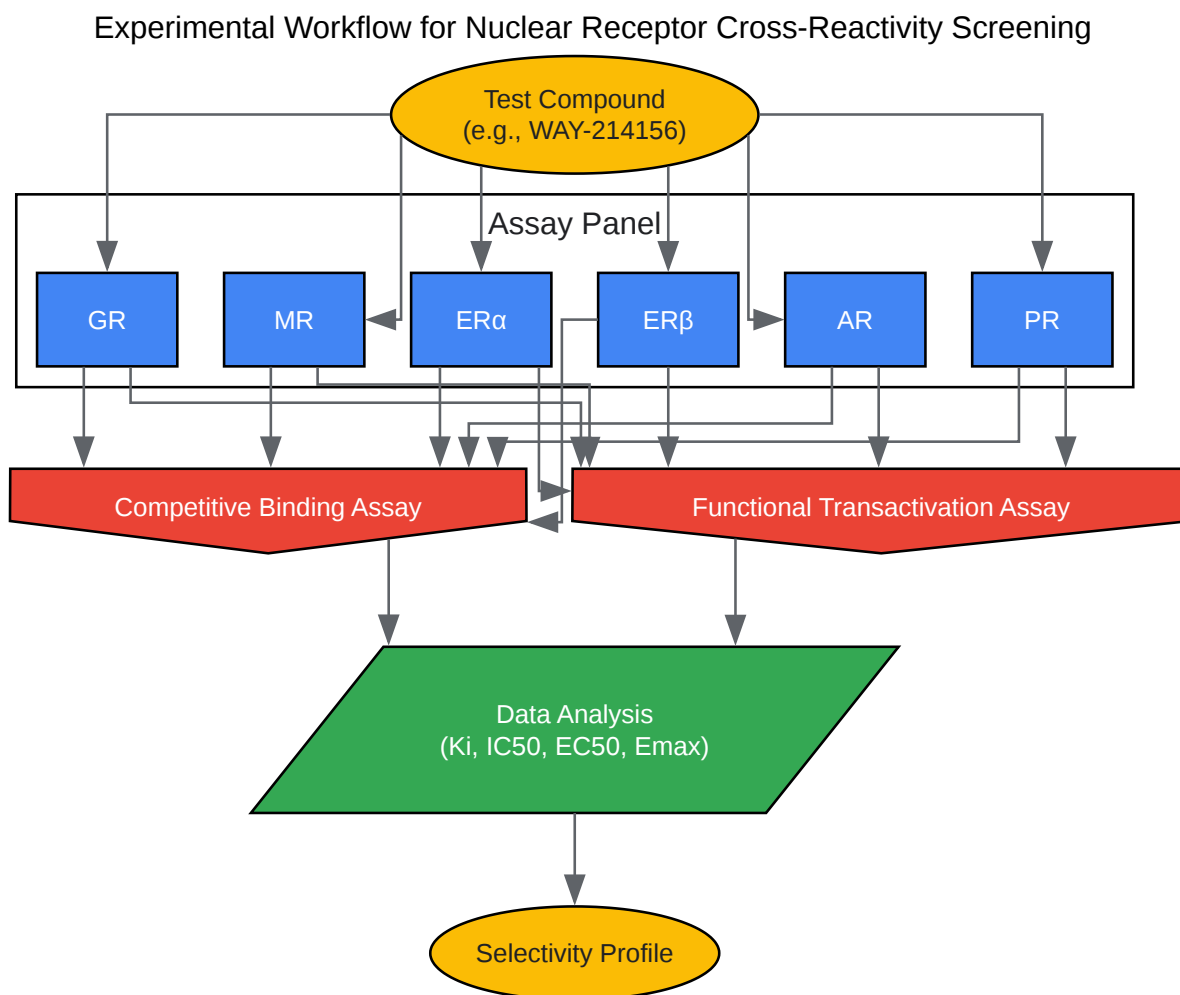 Experimental Workflow for Nuclear Receptor Cross-Reactivity Screening
Test Compound
(e.g., WAY-214156)
Assay Panel
GR
MR
ERα
ERβ
AR
PR
Competitive Binding Assay
Functional Transactivation Assay
Data Analysis
(Ki, IC50, EC50, Emax)
Selectivity Profile